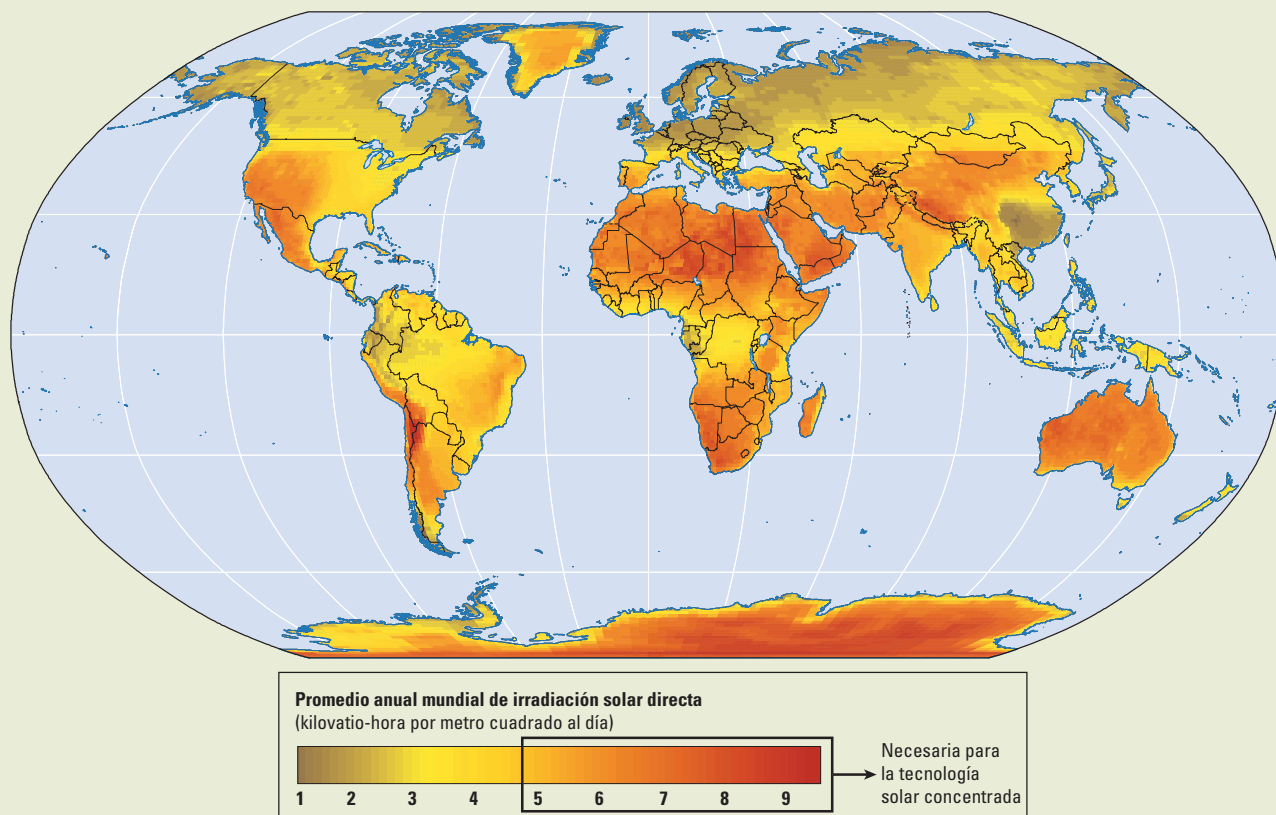 Promedio anual mundial de irradiación solar directa
(kilovatio-hora por metro cuadrado al día)
1 2 3 4 5 6 7 8 9
Necesaria para
la tecnología
solar concentrada